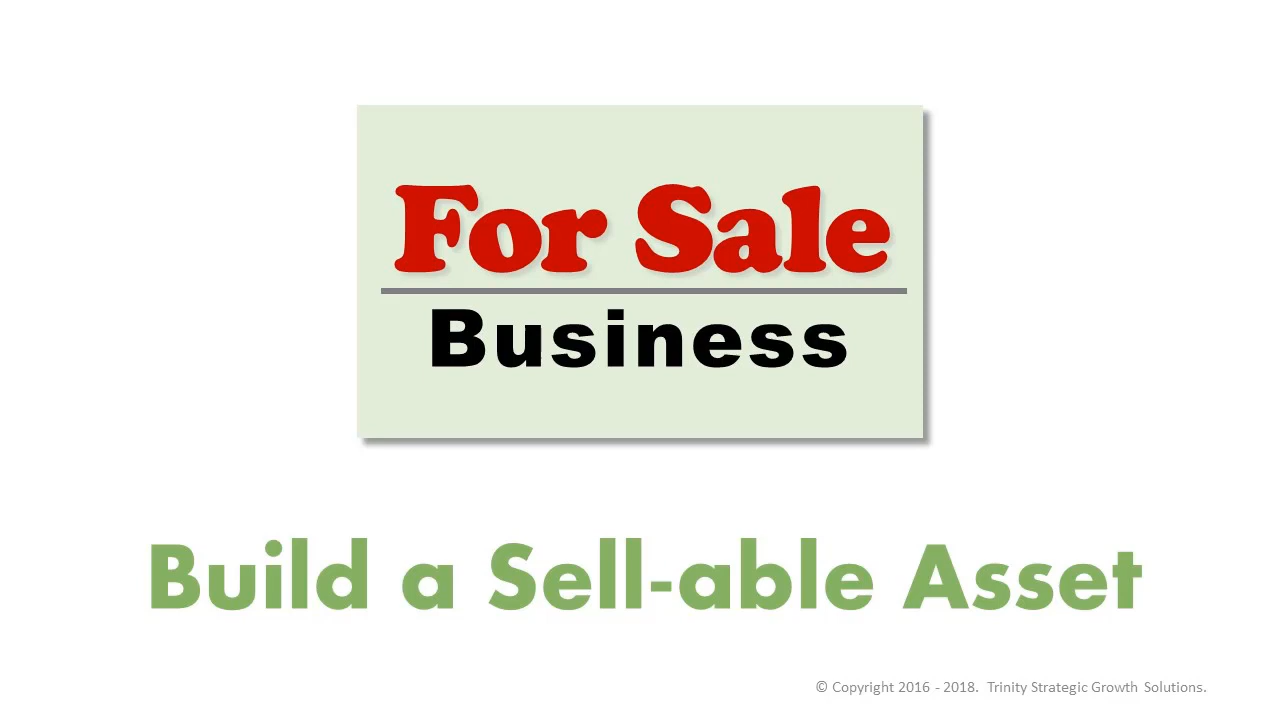 For Sale
Business
Build a Sell-able Asset
© Copyright 2016 - 2018.  Trinity Strategic Growth Solutions.